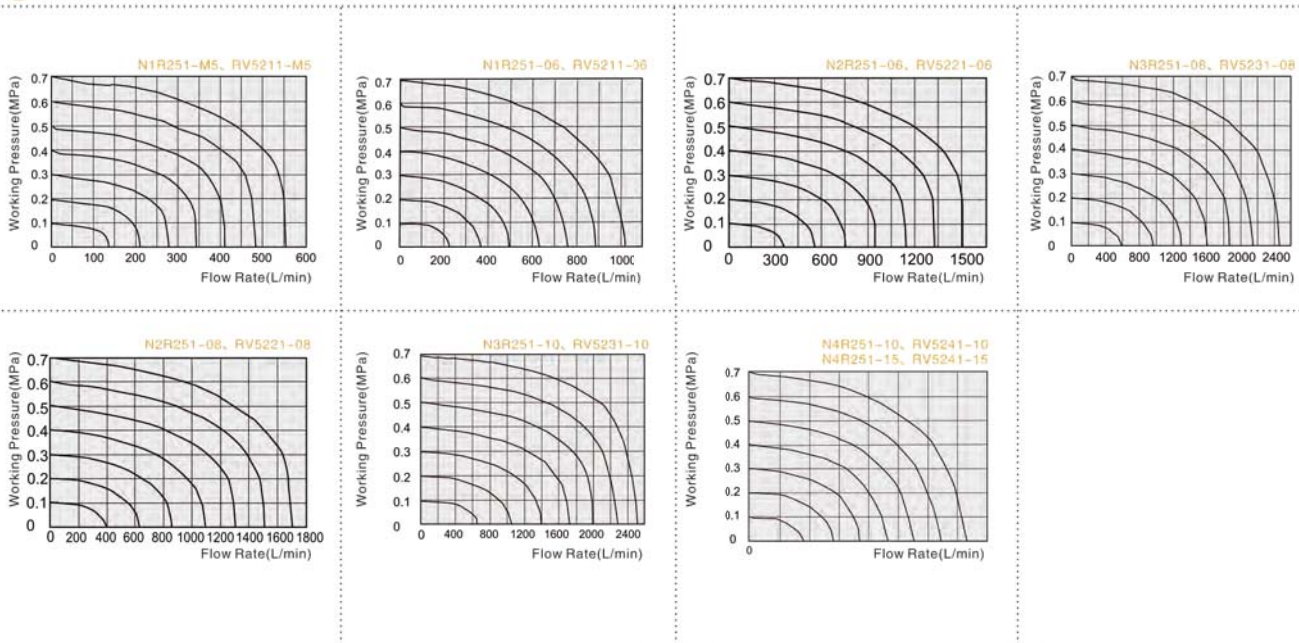 N1R251-M5、RV5211-M5
Working Pressure(MPa)
0.7
0.6
0.5
0.4
0.3
0.2
0.1
0
0 100 200 300 400 500 600
Flow Rate(L/min)
N1R251-06、RV5211-06
Working Pressure(MPa)
0.7
0.6
0.5
0.4
0.3
0.2
0.1
0
0 200 400 600 800 1000
Flow Rate(L/min)
N2R251-06、RV5221-06
Working Pressure(MPa)
0.7
0.6
0.5
0.4
0.3
0.2
0.1
0
0 300 600 900 1200 1500
Flow Rate(L/min)
N3R251-08、RV5231-08
Working Pressure(MPa)
0.7
0.6
0.5
0.4
0.3
0.2
0.1
0
0 400 800 1200 1600 2000 2400
Flow Rate(L/min)
N2R251-08、RV5221-08
Working Pressure(MPa)
0.7
0.6
0.5
0.4
0.3
0.2
0.1
0
0 200 400 600 800 1000 1200 1400 1600 1800
Flow Rate(L/min)
N3R251-10、RV5231-10
Working Pressure(MPa)
0.7
0.6
0.5
0.4
0.3
0.2
0.1
0
0 400 800 1200 1600 2000 2400
Flow Rate(L/min)
N4R251-10、RV5241-10
N4R251-15、RV5241-15
Working Pressure(MPa)
0.7
0.6
0.5
0.4
0.3
0.2
0.1
0
0
Flow Rate(L/min)